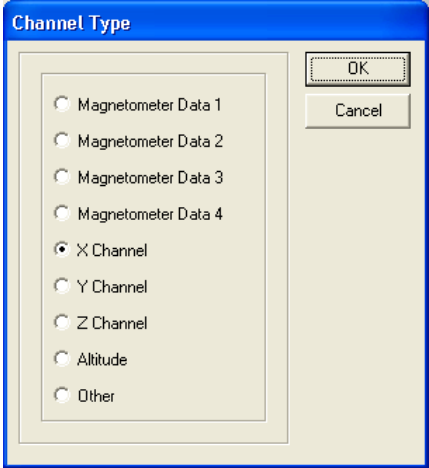 Channel Type
OK
Cancel
Magnetometer Data 1
Magnetometer Data 2
Magnetometer Data 3
Magnetometer Data 4
X Channel
Y Channel
Z Channel
Altitude
Other